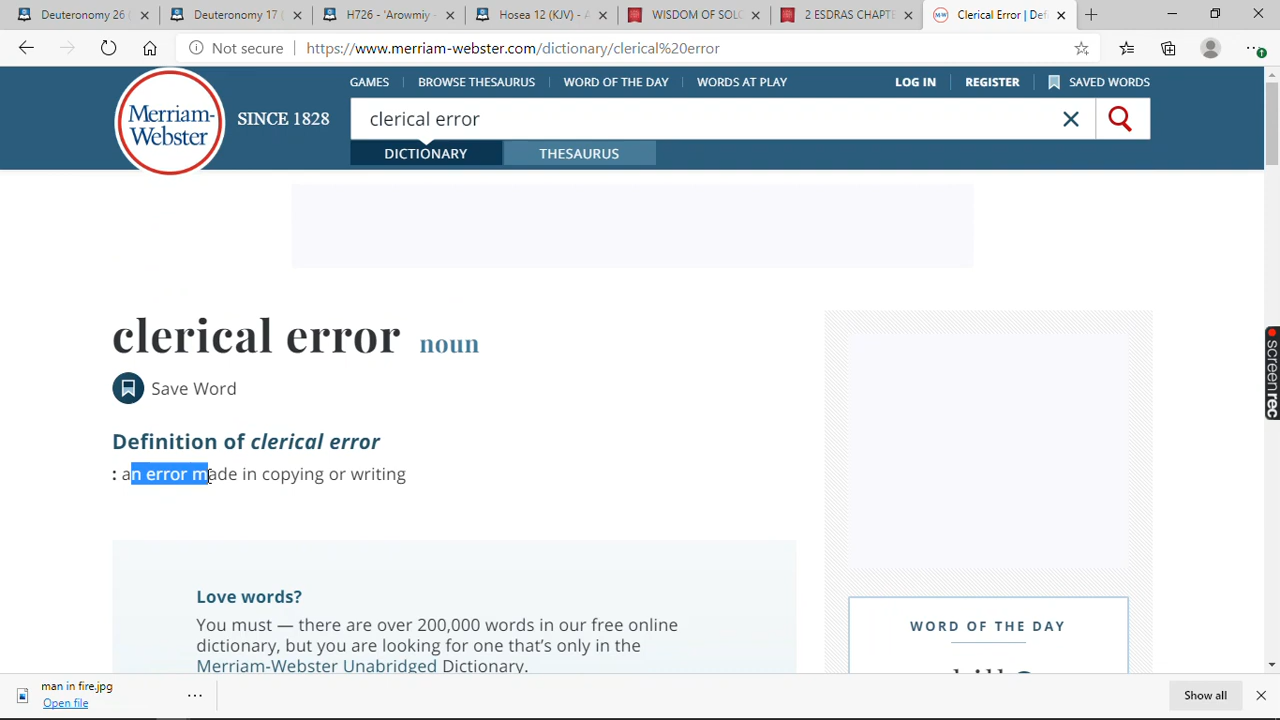 Deuteronomy 26 (
Deuteronomy 17 (
H726 - 'Arowmiy -
Hosea 12 (KJV) - A
WISDOM OF SOLO
2 ESDRAS CHAPTE
Clerical Error | Def
Not secure
https://www.merriam-webster.com/dictionary/clerical%20error
GAMES
BROWSE THESAURUS
WORD OF THE DAY
WORDS AT PLAY
LOG IN
REGISTER
SAVED WORDS
Merriam-
Webster
SINCE 1828
clerical error
DICTIONARY
THESAURUS
clerical error noun
Save Word
Definition of clerical error
: an error made in copying or writing
Love words?
You must — there are over 200,000 words in our free online
dictionary, but you are looking for one that's only in the
Merriam-Webster Unabridged Dictionary.
WORD OF THE DAY
screenrec
man in fire.jpg
Open file
Show all